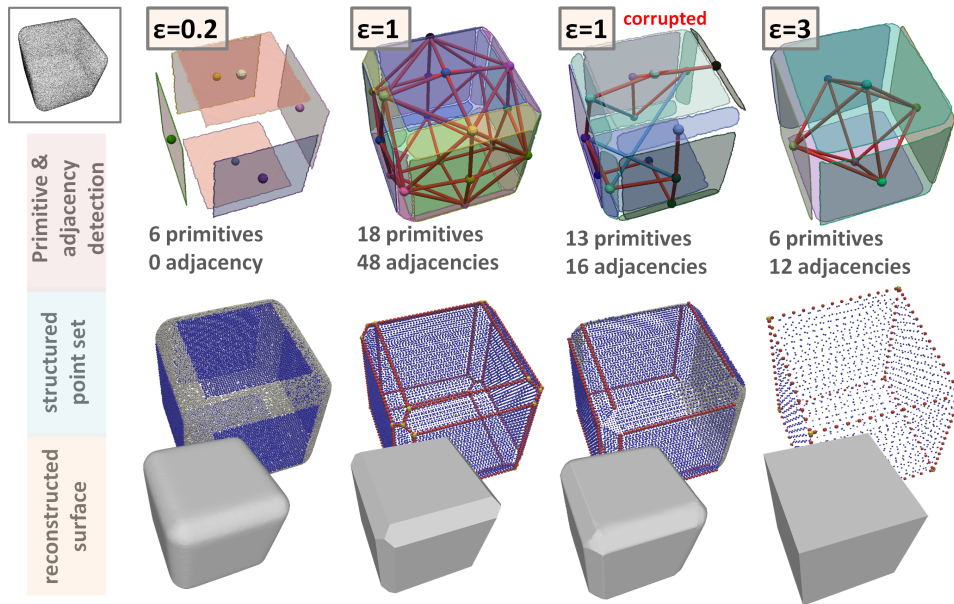 ε=0.2
ε=1
ε=1
corrupted
ε=3
Primitive &
adjacency
detection
6 primitives
0 adjacency
18 primitives
48 adjacencies
13 primitives
16 adjacencies
6 primitives
12 adjacencies
structured
point set
reconstructed
surface